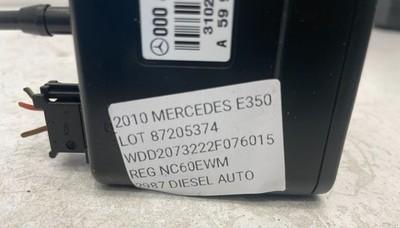 000
3102
A 59
2010 MERCEDES E350
LOT 87205374
WDD2073222F076015
REG NC60EWM
2987 DIESEL AUTO